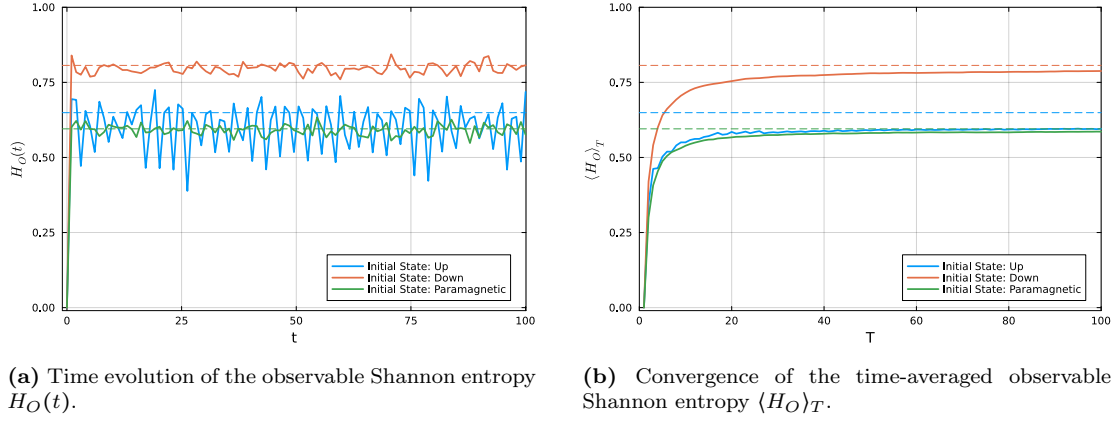 1.00
0.75
0.50
0.25
0.00
H_O(t)
0
25
50
75
100
t
Initial State: Up
Initial State: Down
Initial State: Paramagnetic
(a) Time evolution of the observable Shannon entropy
H_O(t).
1.00
0.75
0.50
0.25
0.00
⟨H_O⟩_T
0
20
40
60
80
100
T
Initial State: Up
Initial State: Down
Initial State: Paramagnetic
(b) Convergence of the time-averaged observable
Shannon entropy ⟨H_O⟩_T.